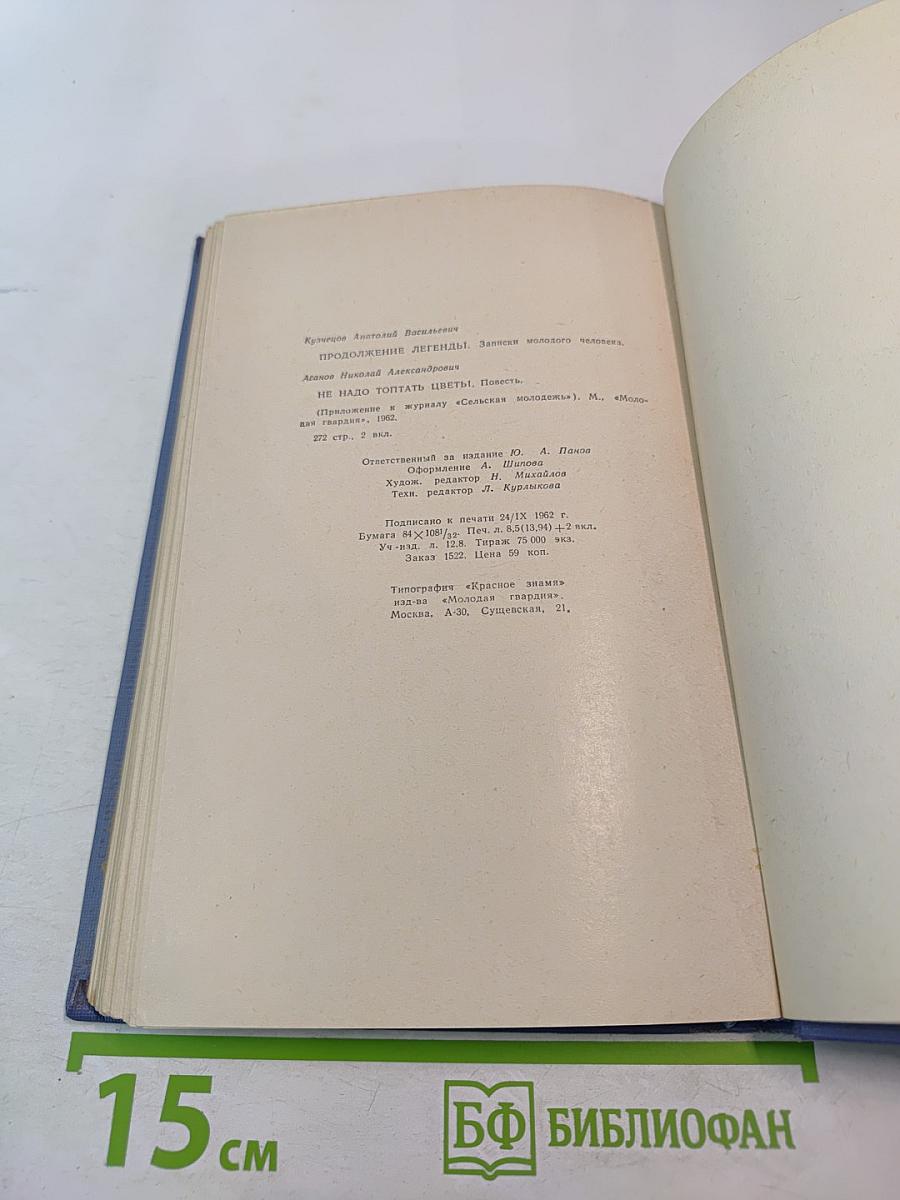 Кузнецов Анатолий Васильевич
ПРОДОЛЖЕНИЕ ЛЕГЕНДЫ. Записки молодого человека.
Асанов Николай Александрович
НЕ НАДО ТОПТАТЬ ЦВЕТЫ. Повесть.
(Приложение к журналу «Сельская молодежь»). М., «Моло-
дая гвардия», 1962.
272 стр., 2 вкл.
Ответственный за издание Ю. А. Панов
Оформление А. Шипова
Худож. редактор Н. Михайлов
Техн. редактор Л. Курлыкова
Подписано к печати 24/IX 1962 г.
Бумага 84×108¹/₃₂. Печ. л. 8,5(13,94)+2 вкл.
Уч-изд. л. 12,8. Тираж 75 000 экз.
Заказ 1522. Цена 59 коп.
Типография «Красное знамя»
изд-ва «Молодая гвардия».
Москва, А-30, Сущевская, 21.
15 см
БФ БИБЛИОФАН